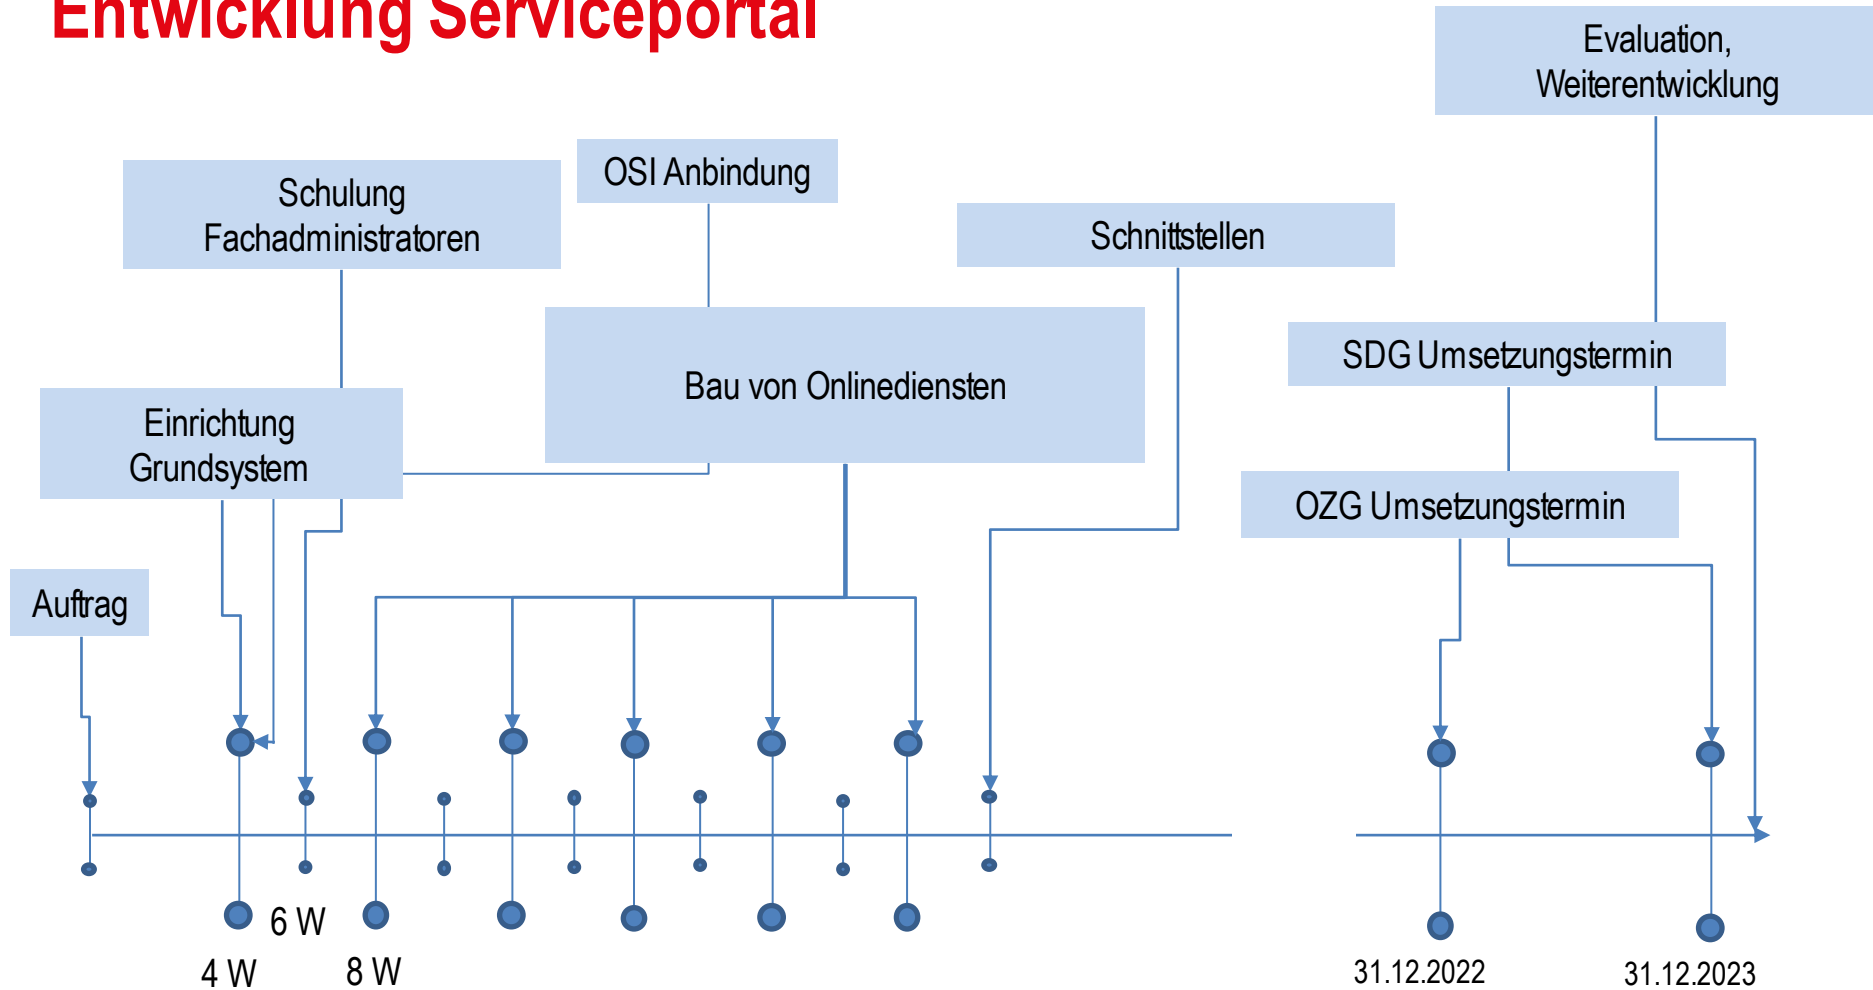 Entwicklung Serviceportal
Evaluation,
Weiterentwicklung
OSI Anbindung
Schulung
Fachadministratoren
Schnittstellen
Bau von Onlinediensten
SDG Umsetzungstermin
Einrichtung
Grundsystem
OZG Umsetzungstermin
Auftrag
6 W
4 W
8 W
31.12.2022
31.12.2023